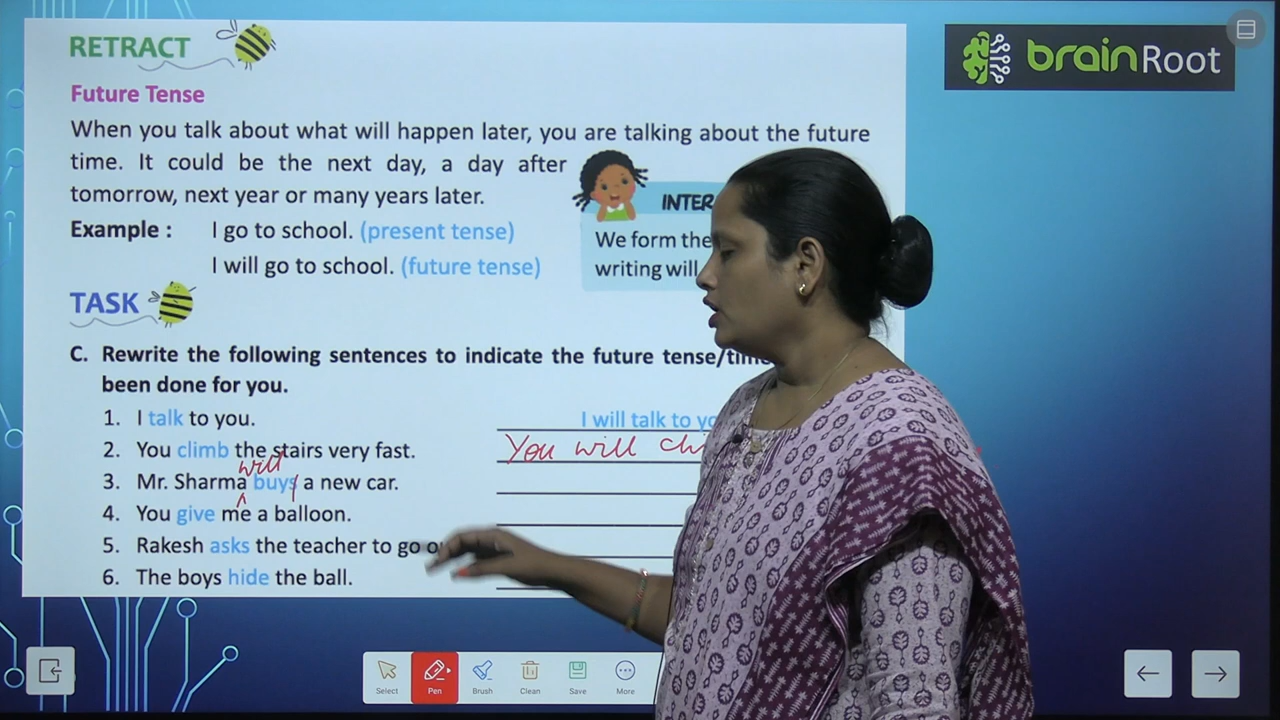 RETRACT
brainRoot
Future Tense
When you talk about what will happen later, you are talking about the future
time. It could be the next day, a day after
tomorrow, next year or many years later.
INTER
Example : I go to school. (present tense)
We form the
I will go to school. (future tense)
writing will
TASK
C. Rewrite the following sentences to indicate the future tense/time
been done for you.
1. I talk to you. I will talk to yo
2. You climb the stairs very fast. You will cli
will
3. Mr. Sharma buys a new car.
4. You give me a balloon.
5. Rakesh asks the teacher to go
6. The boys hide the ball.
Select Pen Brush Clean Save More